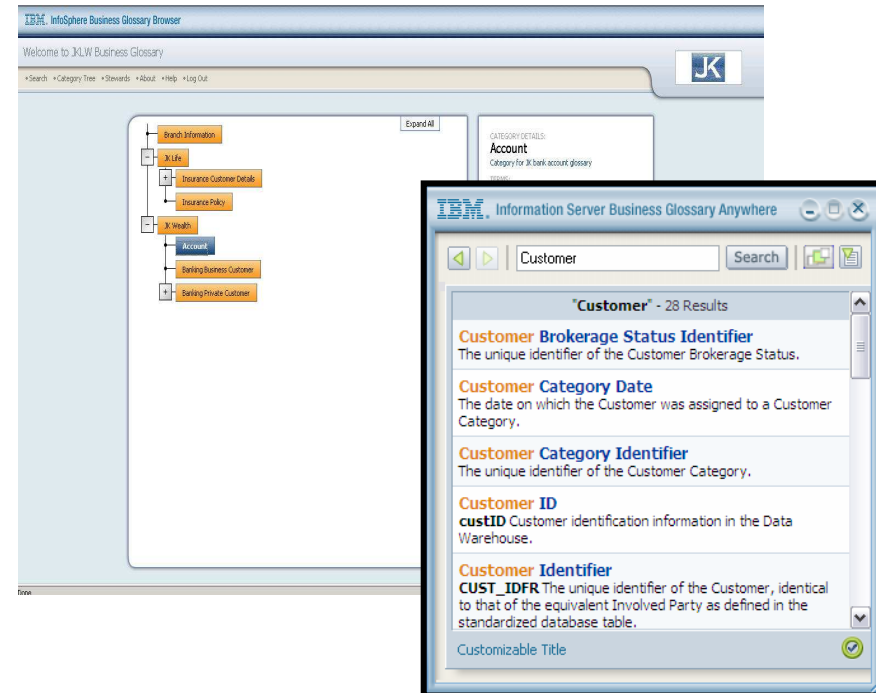 IBM. InfoSphere Business Glossary Browser
Welcome to JKLW Business Glossary
Search Category Tree Stewards About Help Log Out
JK
Expand All
Branch Information
JK Life
Insurance Customer Details
Insurance Policy
JK Wealth
Account
Banking Business Customer
Banking Private Customer
CATEGORY DETAILS:
Account
Category for JK bank account glossary
TERMS:
Done
IBM. Information Server Business Glossary Anywhere
Customer Search
"Customer" - 28 Results
Customer Brokerage Status Identifier
The unique identifier of the Customer Brokerage Status.
Customer Category Date
The date on which the Customer was assigned to a Customer
Category.
Customer Category Identifier
The unique identifier of the Customer Category.
Customer ID
custID Customer identification information in the Data
Warehouse.
Customer Identifier
CUST_IDFR The unique identifier of the Customer, identical
to that of the equivalent Involved Party as defined in the
standardized database table.
Customizable Title